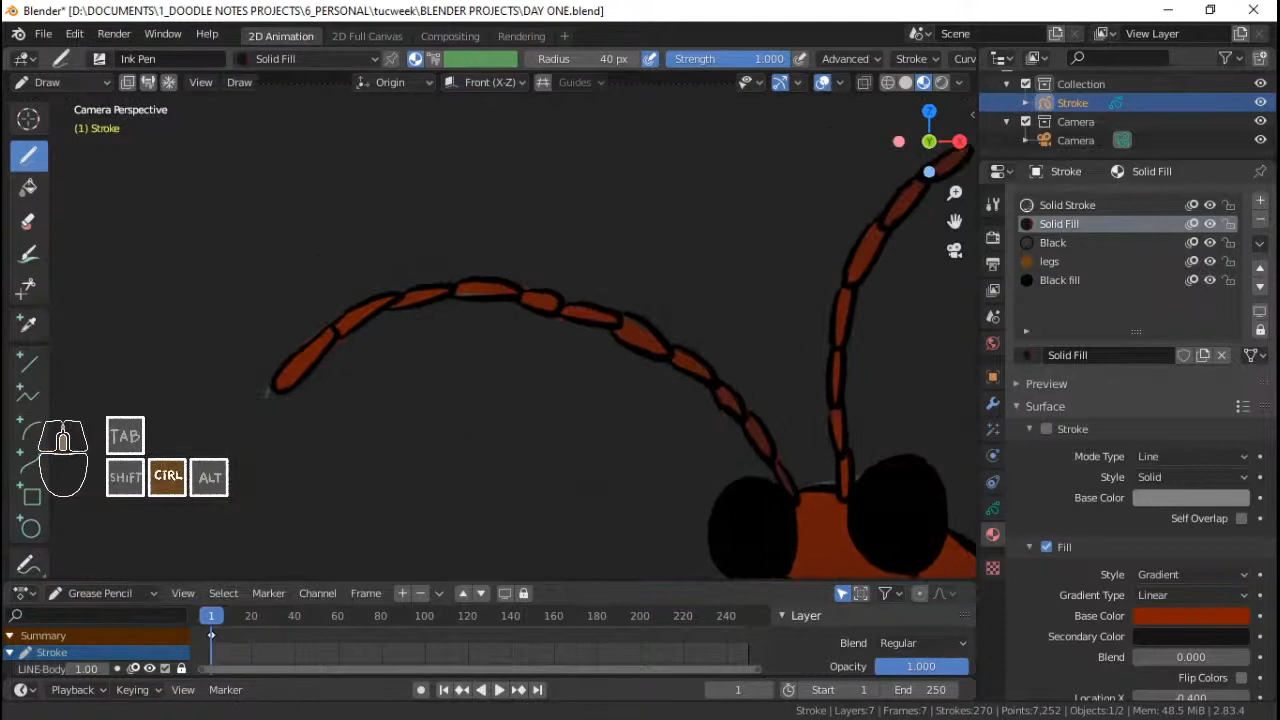 Blender* [D:\DOCUMENTS\1_DOODLE NOTES PROJECTS\6_PERSONAL\tucweek\BLENDER PROJECTS\DAY ONE.blend]
File Edit Render Window Help 2D Animation 2D Full Canvas Compositing Rendering + Scene View Layer
Ink Pen Solid Fill Radius 40 px Strength 1.000 Advanced Stroke Curv
Draw View Draw Origin Front (X-Z) Guides
Camera Perspective
(1) Stroke
Z
Y X
Collection
Stroke
Camera
Camera
Stroke Solid Fill
Solid Stroke
Solid Fill
Black
legs
Black fill
Solid Fill
Preview
Surface
Stroke
Mode Type Line
Style Solid
Base Color
Self Overlap
Fill
Style Gradient
Gradient Type Linear
Base Color
Secondary Color
Blend 0.000
Flip Colors
Location X -0.400
TAB
SHIFT CTRL ALT
Grease Pencil View Select Marker Channel Frame
1 20 40 60 80 100 120 140 160 180 200 220 240
Summary
Stroke
LINE-Body 1.00
Layer
Blend Regular
Opacity 1.000
Playback Keying View Marker 1 Start 1 End 250
Stroke | Layers:7 | Frames:7 | Strokes:270 | Points:7,252 | Objects:1/2 | Mem: 48.5 MiB | 2.83.4